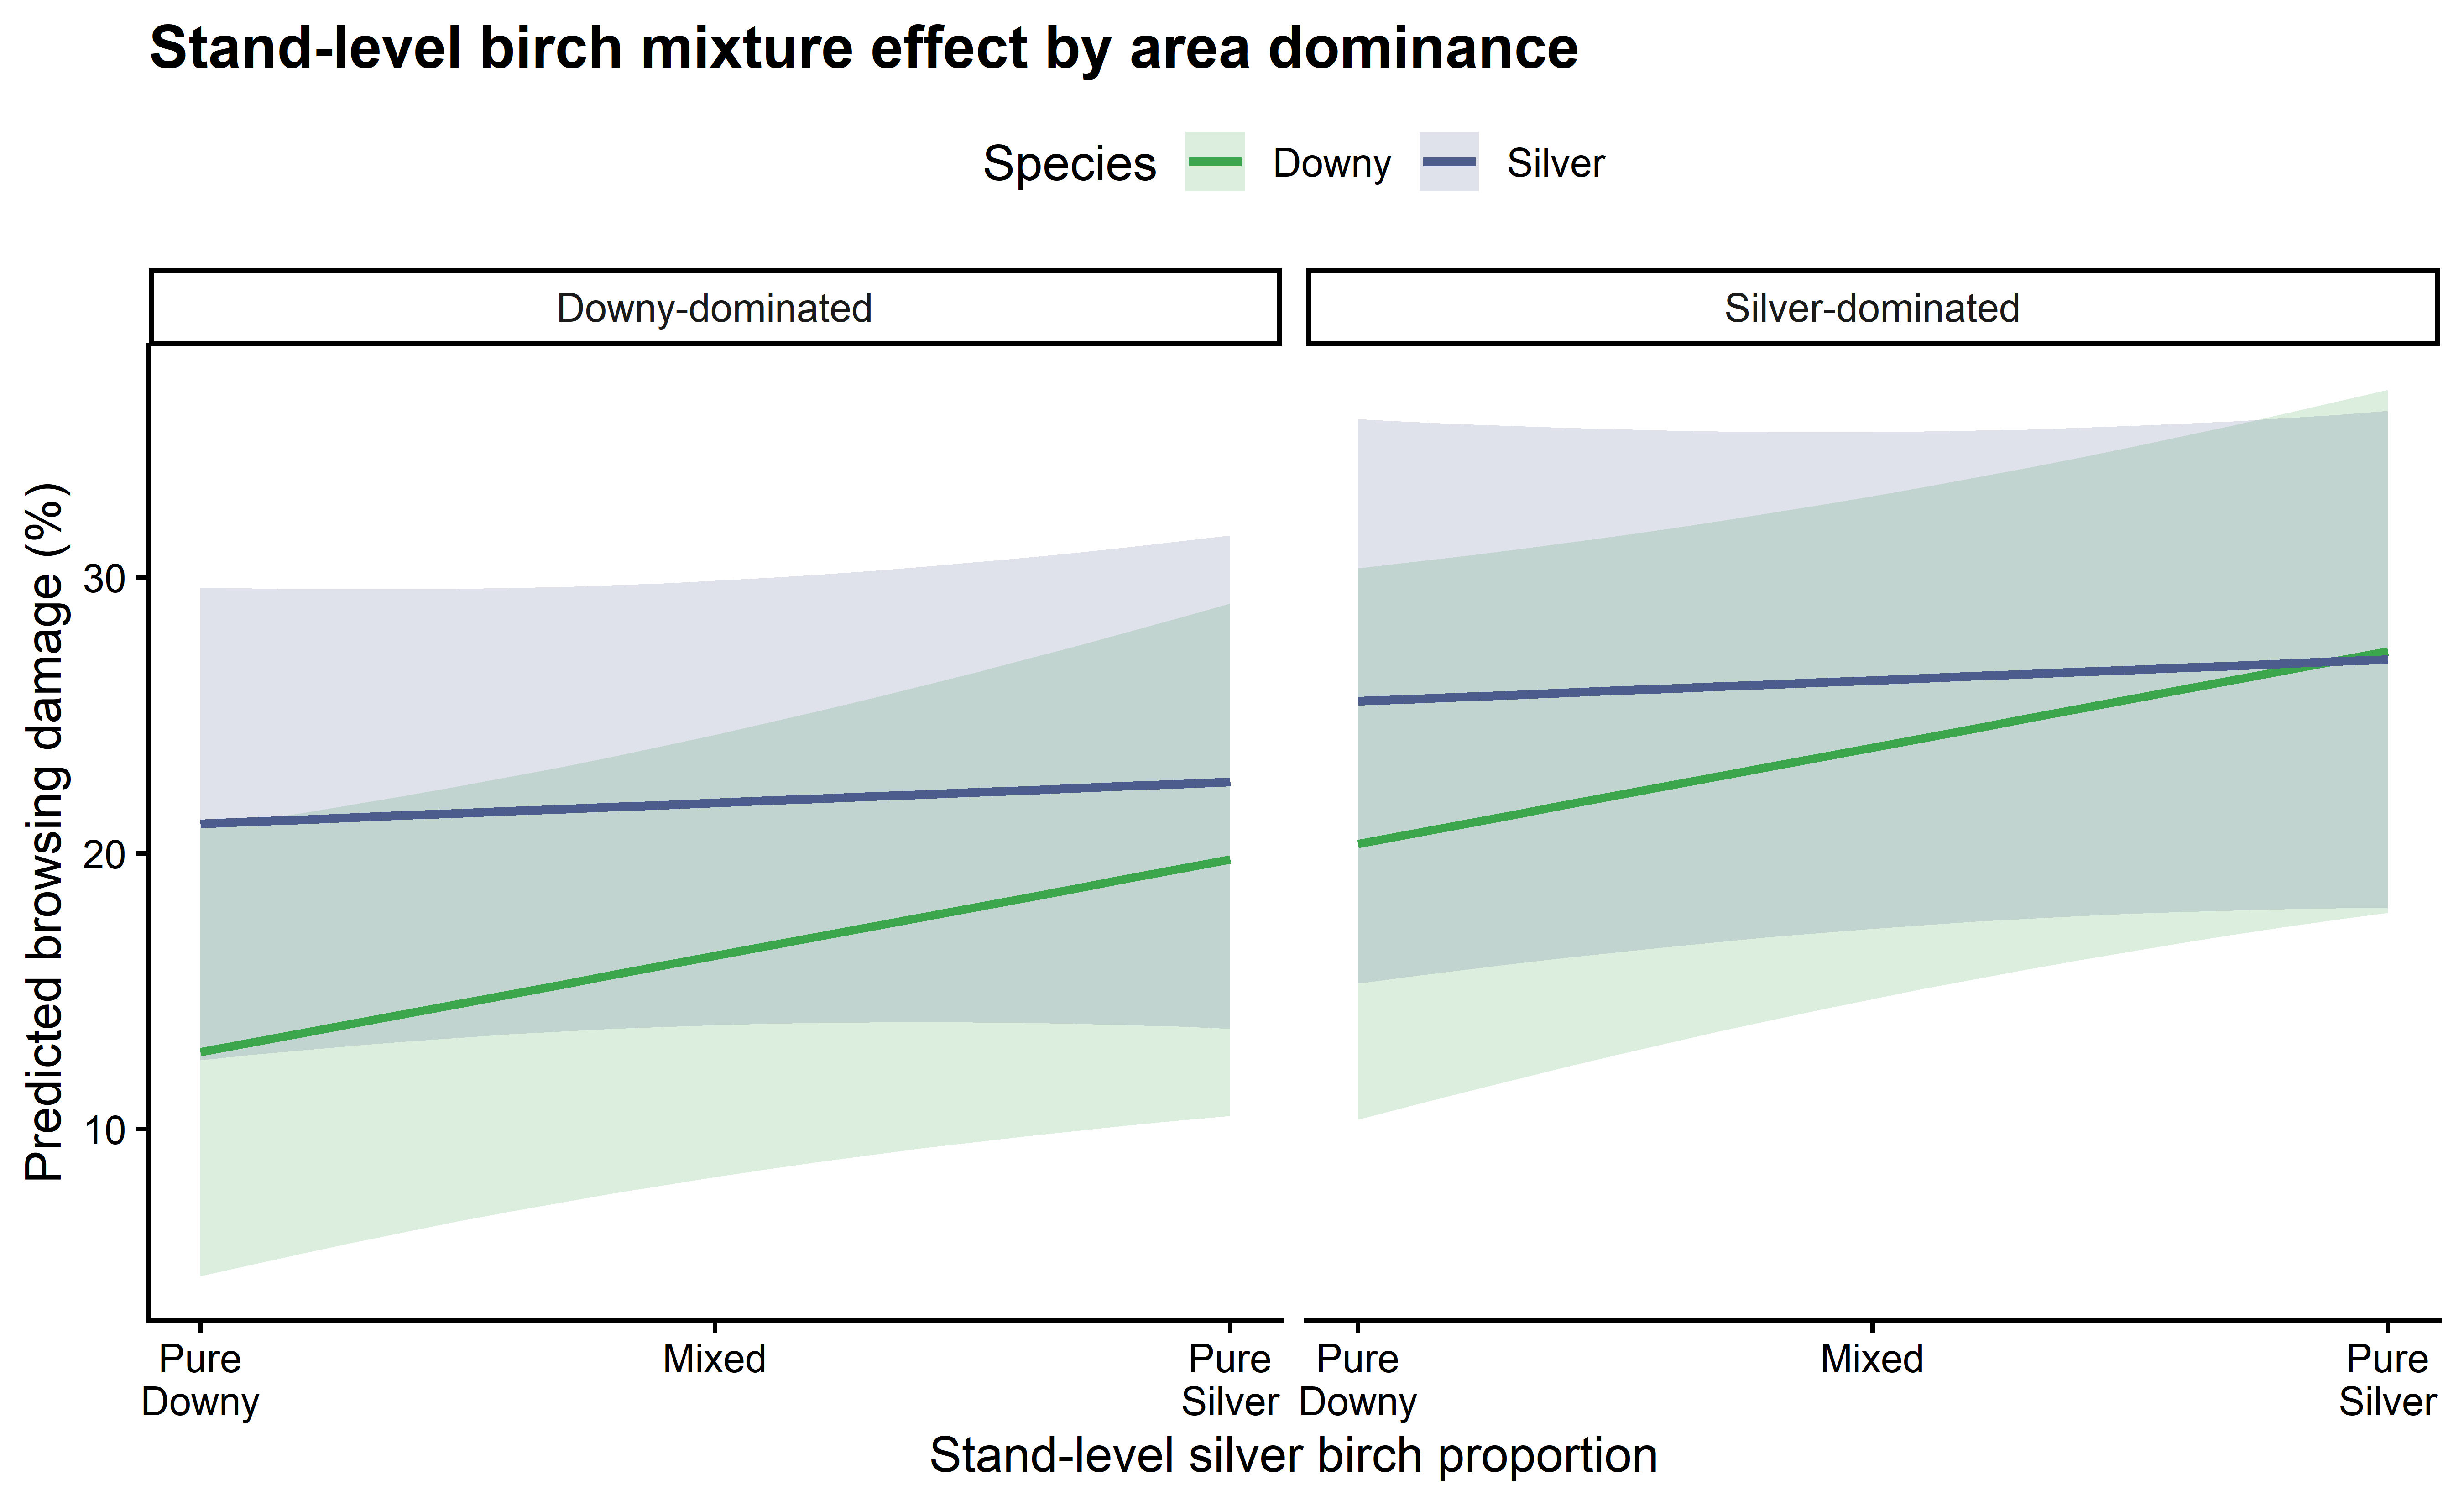 Stand-level birch mixture effect by area dominance
Species Downy Silver
Downy-dominated Silver-dominated
Predicted browsing damage (%)
30
20
10
Pure Mixed Pure Pure Mixed Pure
Downy Silver Downy Silver
Stand-level silver birch proportion